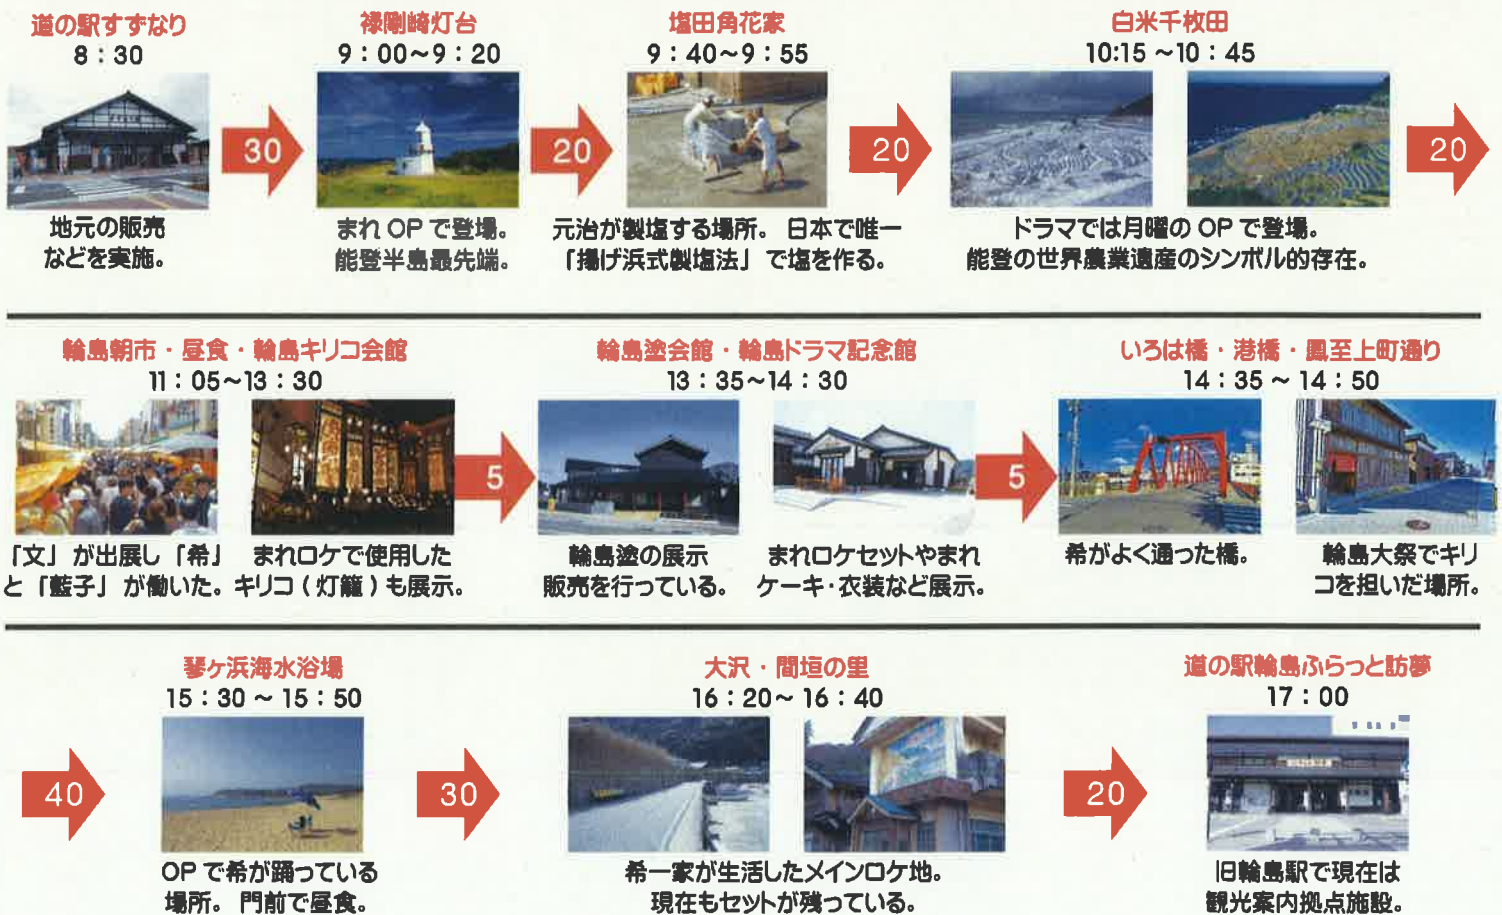 道の駅すずなり
8：30
地元の販売
などを実施。
30
禄剛崎灯台
9：00～9：20
まれ OP で登場。
能登半島最先端。
20
塩田角花家
9：40～9：55
元治が製塩する場所。日本で唯一
「揚げ浜式製塩法」で塩を作る。
20
白米千枚田
10:15 ～10：45
ドラマでは月曜の OP で登場。
能登の世界農業遺産のシンボル的存在。
20
輪島朝市・昼食・輪島キリコ会館
11：05～13：30
「文」が出展し「希」
と「藍子」が働いた。
まれロケで使用した
キリコ（灯籠）も展示。
5
輪島塗会館・輪島ドラマ記念館
13：35～14：30
輪島塗の展示
販売を行っている。
まれロケセットやまれ
ケーキ・衣装など展示。
5
いろは橋・港橋・鳳至上町通り
14：35 ～ 14：50
希がよく通った橋。
輪島大祭でキリ
コを担いだ場所。
40
琴ヶ浜海水浴場
15：30 ～ 15：50
OP で希が踊っている
場所。門前で昼食。
30
大沢・間垣の里
16：20～ 16：40
希一家が生活したメインロケ地。
現在もセットが残っている。
20
道の駅輪島ふらっと訪夢
17：00
旧輪島駅で現在は
観光案内拠点施設。